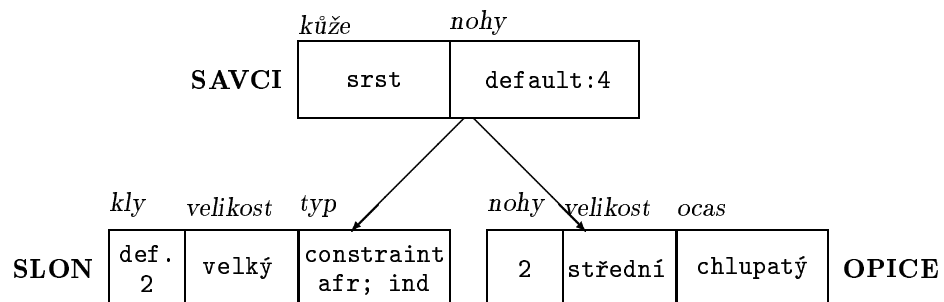 kůže nohy
SAVCI srst default:4
kly velikost typ nohy velikost ocas
SLON def. 2 velký constraint afr; ind 2 střední chlupatý OPICE